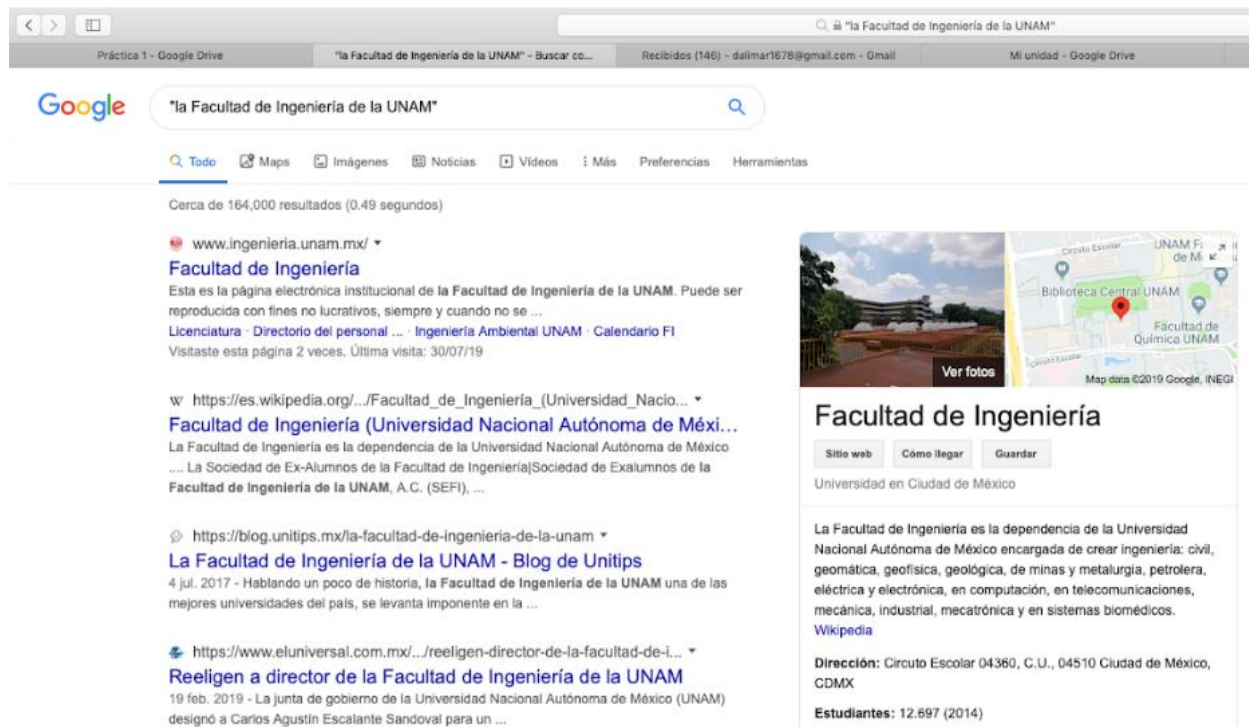 "la Facultad de Ingeniería de la UNAM"
Práctica 1 - Google Drive
"la Facultad de Ingeniería de la UNAM" - Buscar co...
Recibidos (146) - dalimar1678@gmail.com - Gmail
Mi unidad - Google Drive
Google
"la Facultad de Ingeniería de la UNAM"
Todo Maps Imágenes Noticias Vídeos Más Preferencias Herramientas
Cerca de 164,000 resultados (0.49 segundos)
www.ingenieria.unam.mx/
Facultad de Ingeniería
Esta es la página electrónica institucional de la Facultad de Ingeniería de la UNAM. Puede ser
reproducida con fines no lucrativos, siempre y cuando no se ...
Licenciatura · Directorio del personal ... · Ingeniería Ambiental UNAM · Calendario FI
Visitaste esta página 2 veces. Última visita: 30/07/19
W https://es.wikipedia.org/.../Facultad_de_Ingeniería_(Universidad_Nacio...
Facultad de Ingeniería (Universidad Nacional Autónoma de Méxi...
La Facultad de Ingeniería es la dependencia de la Universidad Nacional Autónoma de México
.... La Sociedad de Ex-Alumnos de la Facultad de Ingeniería|Sociedad de Exalumnos de la
Facultad de Ingeniería de la UNAM, A.C. (SEFI), ...
https://blog.unitips.mx/la-facultad-de-ingenieria-de-la-unam
La Facultad de Ingeniería de la UNAM - Blog de Unitips
4 jul. 2017 - Hablando un poco de historia, la Facultad de Ingeniería de la UNAM una de las
mejores universidades del país, se levanta imponente en la ...
https://www.eluniversal.com.mx/.../reeligen-director-de-la-facultad-de-i...
Reeligen a director de la Facultad de Ingeniería de la UNAM
19 feb. 2019 - La junta de gobierno de la Universidad Nacional Autónoma de México (UNAM)
designó a Carlos Agustín Escalante Sandoval para un ...
Ver fotos
Circuito Escolar
UNAM
de M
Biblioteca Central UNAM
Facultad de
Química UNAM
Circuito Escolar
Map data ©2019 Google, INEGI
Facultad de Ingeniería
Sitio web Cómo llegar Guardar
Universidad en Ciudad de México
La Facultad de Ingeniería es la dependencia de la Universidad
Nacional Autónoma de México encargada de crear ingeniería: civil,
geomática, geofísica, geológica, de minas y metalurgia, petrolera,
eléctrica y electrónica, en computación, en telecomunicaciones,
mecánica, industrial, mecatrónica y en sistemas biomédicos.
Wikipedia
Dirección: Circuto Escolar 04360, C.U., 04510 Ciudad de México,
CDMX
Estudiantes: 12.697 (2014)